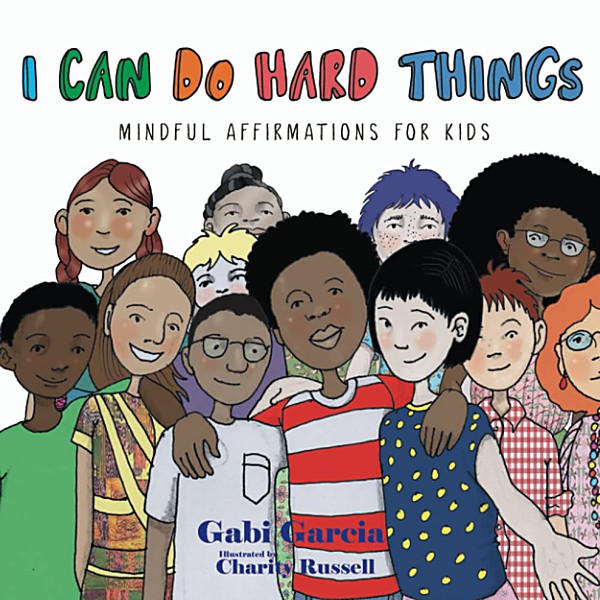 I CAN DO HARD THINGS
MINDFUL AFFIRMATIONS FOR KIDS
Gabi Garcia
Illustrated by
Charity Russell